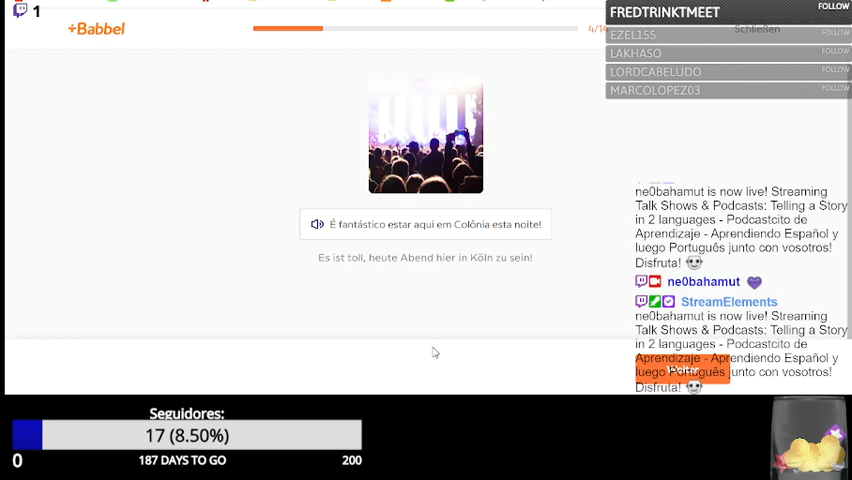 1
+Babbel
4/14
Schließen
FREDTRINKTMEET FOLLOW
EZEL155 FOLLOW
LAKHASO FOLLOW
LORDCABELUDO FOLLOW
MARCOLOPEZ03 FOLLOW
É fantástico estar aqui em Colônia esta noite!
Es ist toll, heute Abend hier in Köln zu sein!
ne0bahamut is now live! Streaming
Talk Shows & Podcasts: Telling a Story
in 2 languages - Podcastcito de
Aprendizaje - Aprendiendo Español y
luego Português junto con vosotros!
Disfruta!
ne0bahamut
StreamElements
ne0bahamut is now live! Streaming
Talk Shows & Podcasts: Telling a Story
in 2 languages - Podcastcito de
Aprendizaje - Aprendiendo Español y
Weiter
luego Português junto con vosotros!
Disfruta!
Seguidores:
17 (8.50%)
0 187 DAYS TO GO 200